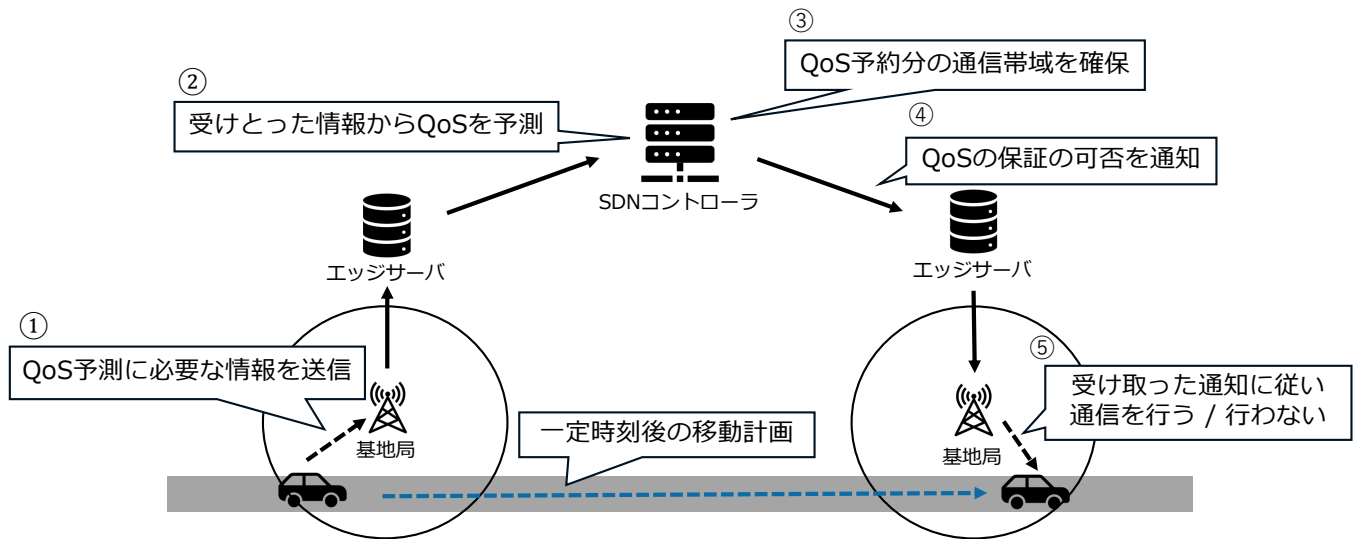 ③
QoS予約分の通信帯域を確保
②
受けとった情報からQoSを予測
④
QoSの保証の可否を通知
SDNコントローラ
エッジサーバ
エッジサーバ
①
QoS予測に必要な情報を送信
⑤
受け取った通知に従い
通信を行う / 行わない
一定時刻後の移動計画
基地局
基地局